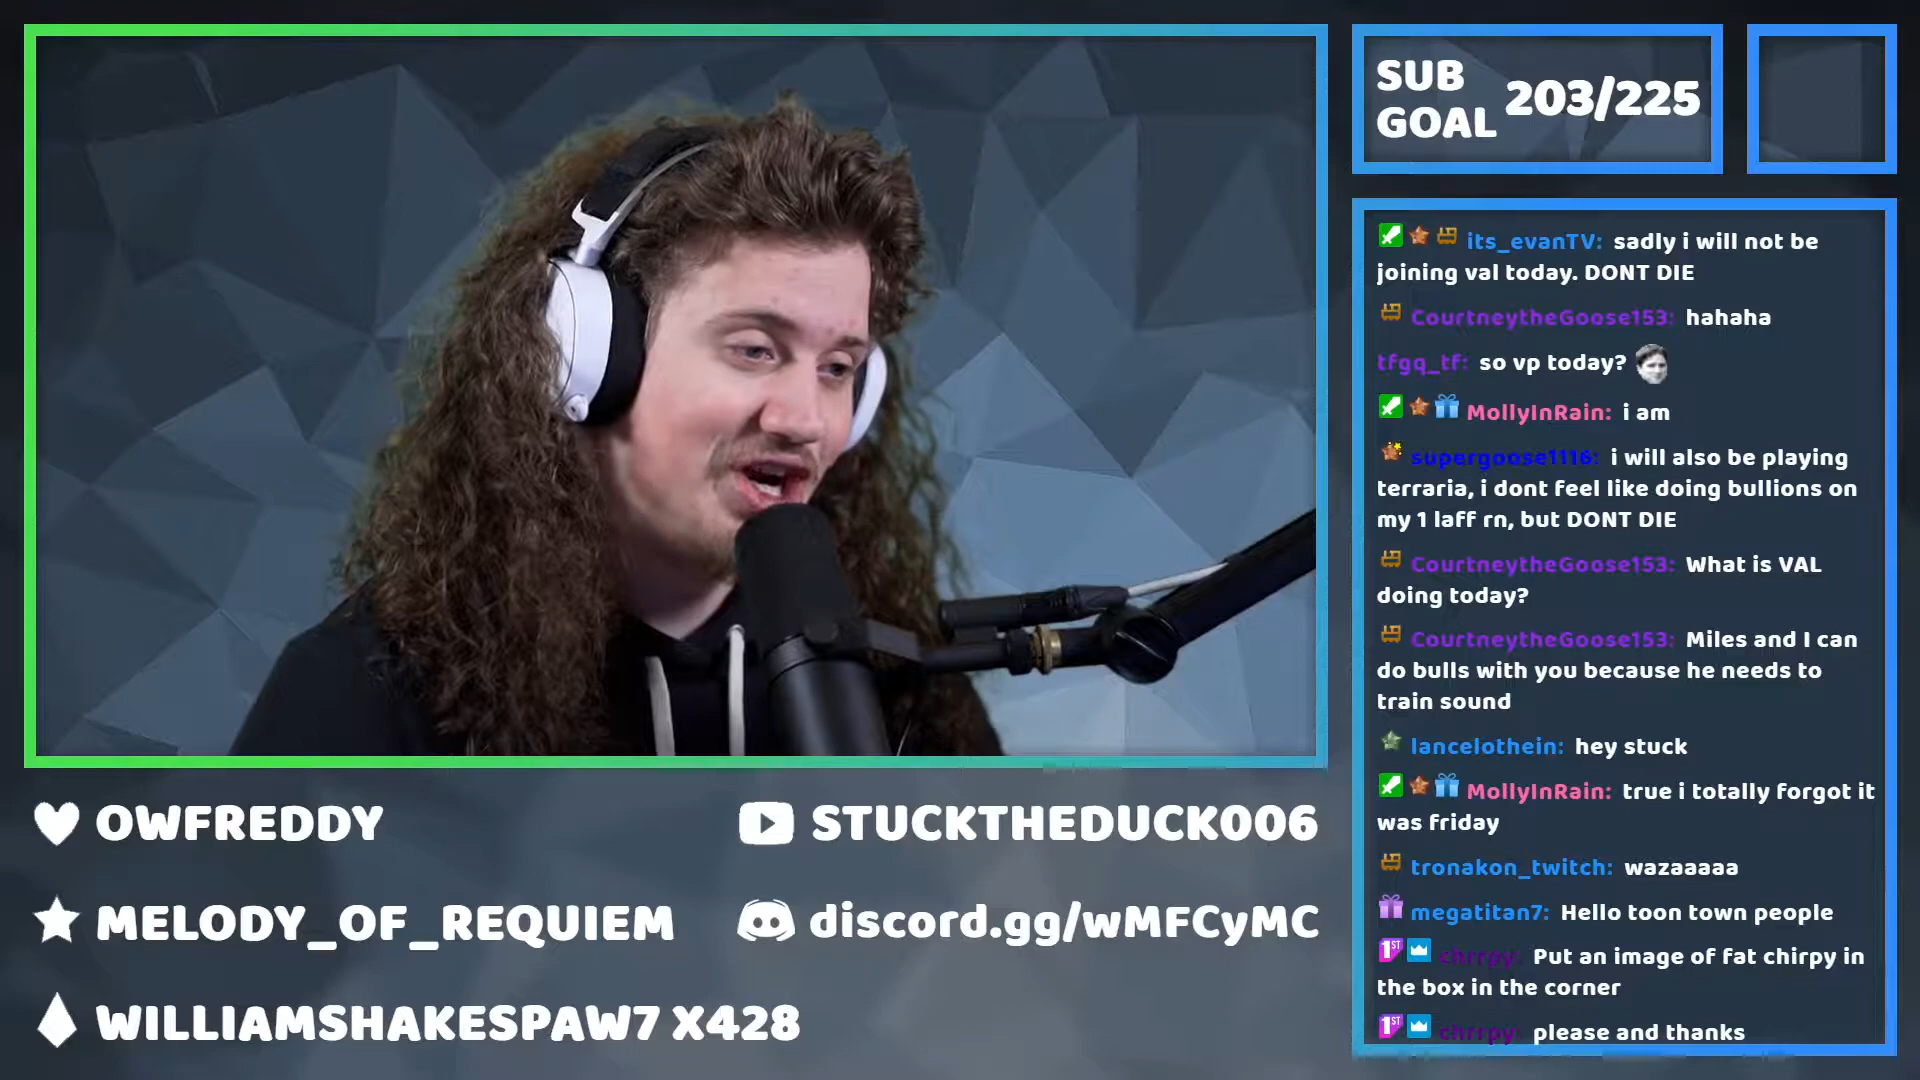 SUB
GOAL
203/225
its_evanTV: sadly i will not be
joining val today. DONT DIE
CourtneytheGoose153: hahaha
tfgq_tf: so vp today?
MollyInRain: i am
supergoose1116: i will also be playing
terraria, i dont feel like doing bullions on
my 1 laff rn, but DONT DIE
CourtneytheGoose153: What is VAL
doing today?
CourtneytheGoose153: Miles and I can
do bulls with you because he needs to
train sound
lancelothein: hey stuck
MollyInRain: true i totally forgot it
was friday
tronakon_twitch: wazaaaaa
megatitan7: Hello toon town people
1ST chrrpy: Put an image of fat chirpy in
the box in the corner
1ST chrrpy: please and thanks
OWFREDDY
STUCKTHEDUCK006
MELODY_OF_REQUIEM
discord.gg/wMFCyMC
WILLIAMSHAKESPAW7 X428